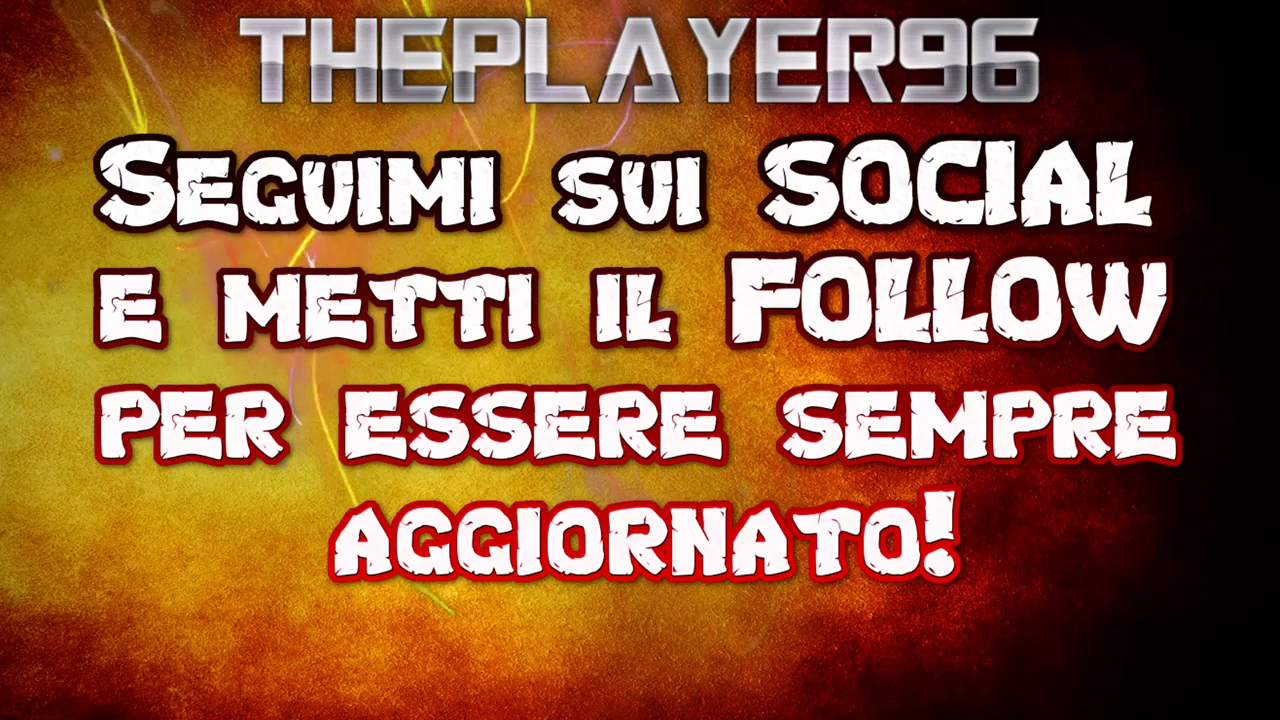 THEPLAYER96
Seguimi sui SOCIAL
e metti il FOLLOW
per essere sempre
aggiornato!